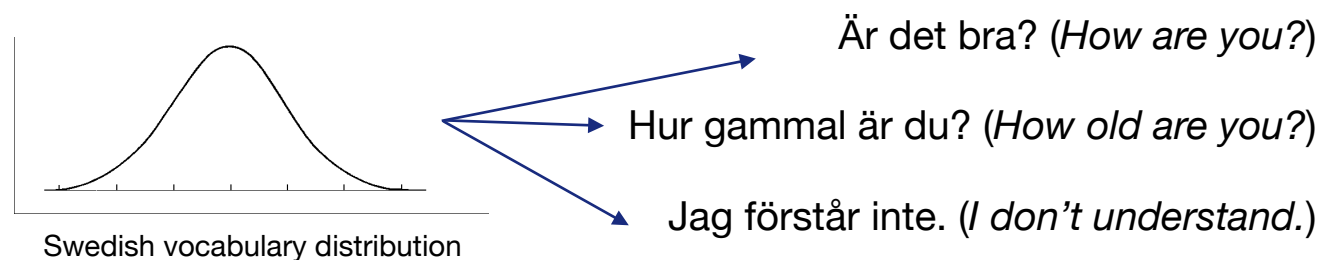 Är det bra? (How are you?)
Hur gammal är du? (How old are you?)
Jag förstår inte. (I don’t understand.)
Swedish vocabulary distribution